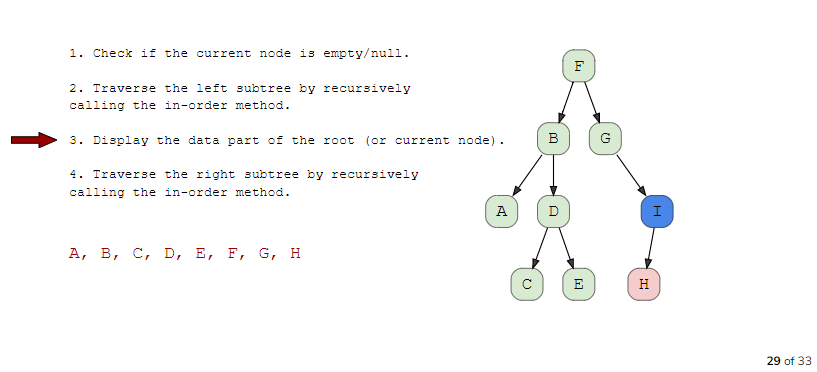 1. Check if the current node is empty/null.
2. Traverse the left subtree by recursively
calling the in-order method.
3. Display the data part of the root (or current node).
4. Traverse the right subtree by recursively
calling the in-order method.
A, B, C, D, E, F, G, H
F
B
G
A
D
I
C
E
H
29 of 33